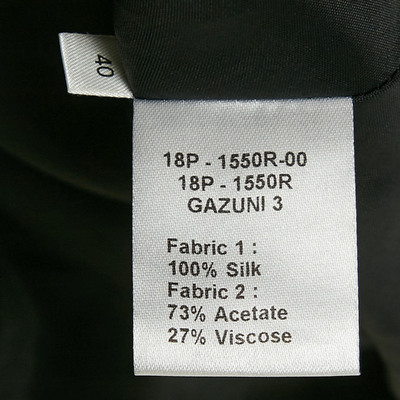 40
18P - 1550R-00
18P - 1550R
GAZUNI 3
Fabric 1 :
100% Silk
Fabric 2 :
73% Acetate
27% Viscose